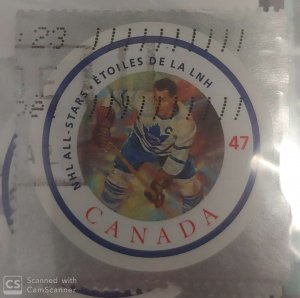 :23
NHL ALL-STARS · ÉTOILES DE LA LNH
47
CANADA
CS Scanned with
CamScanner